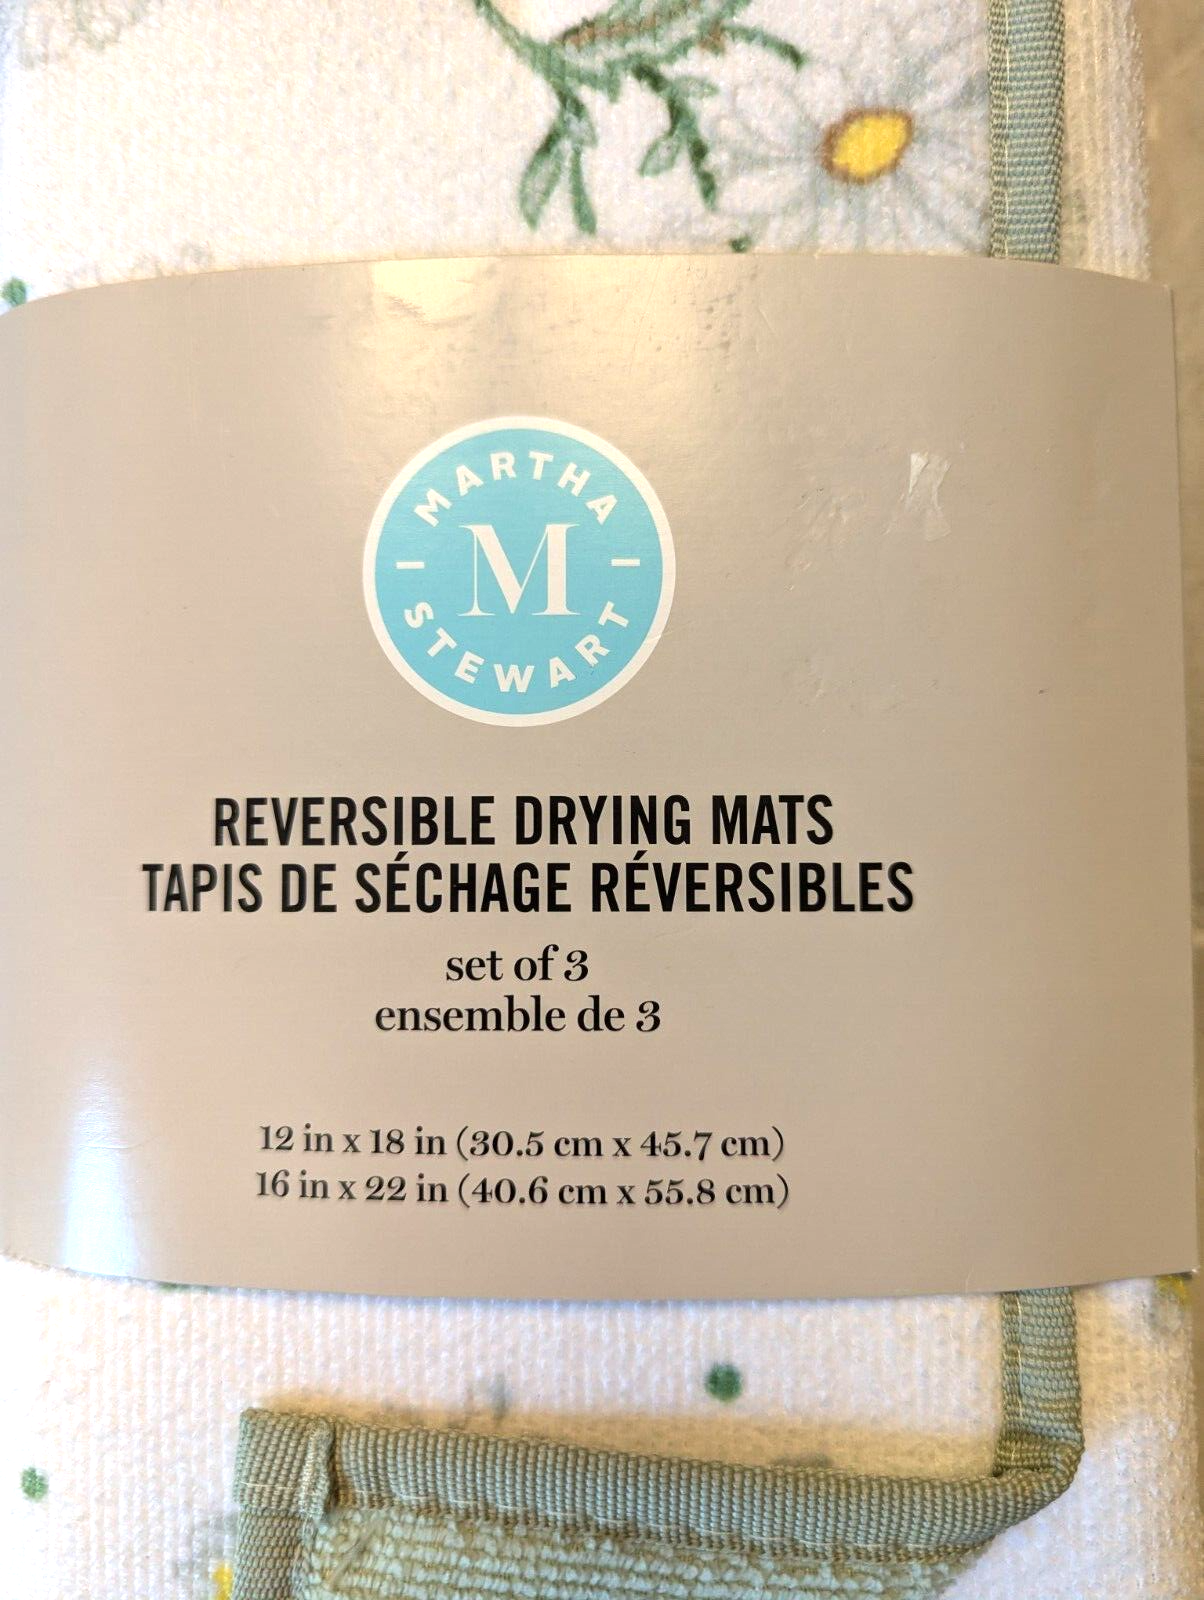 MARTHA
M
STEWART
REVERSIBLE DRYING MATS
TAPIS DE SÉCHAGE RÉVERSIBLES
set of 3
ensemble de 3
12 in x 18 in (30.5 cm x 45.7 cm)
16 in x 22 in (40.6 cm x 55.8 cm)